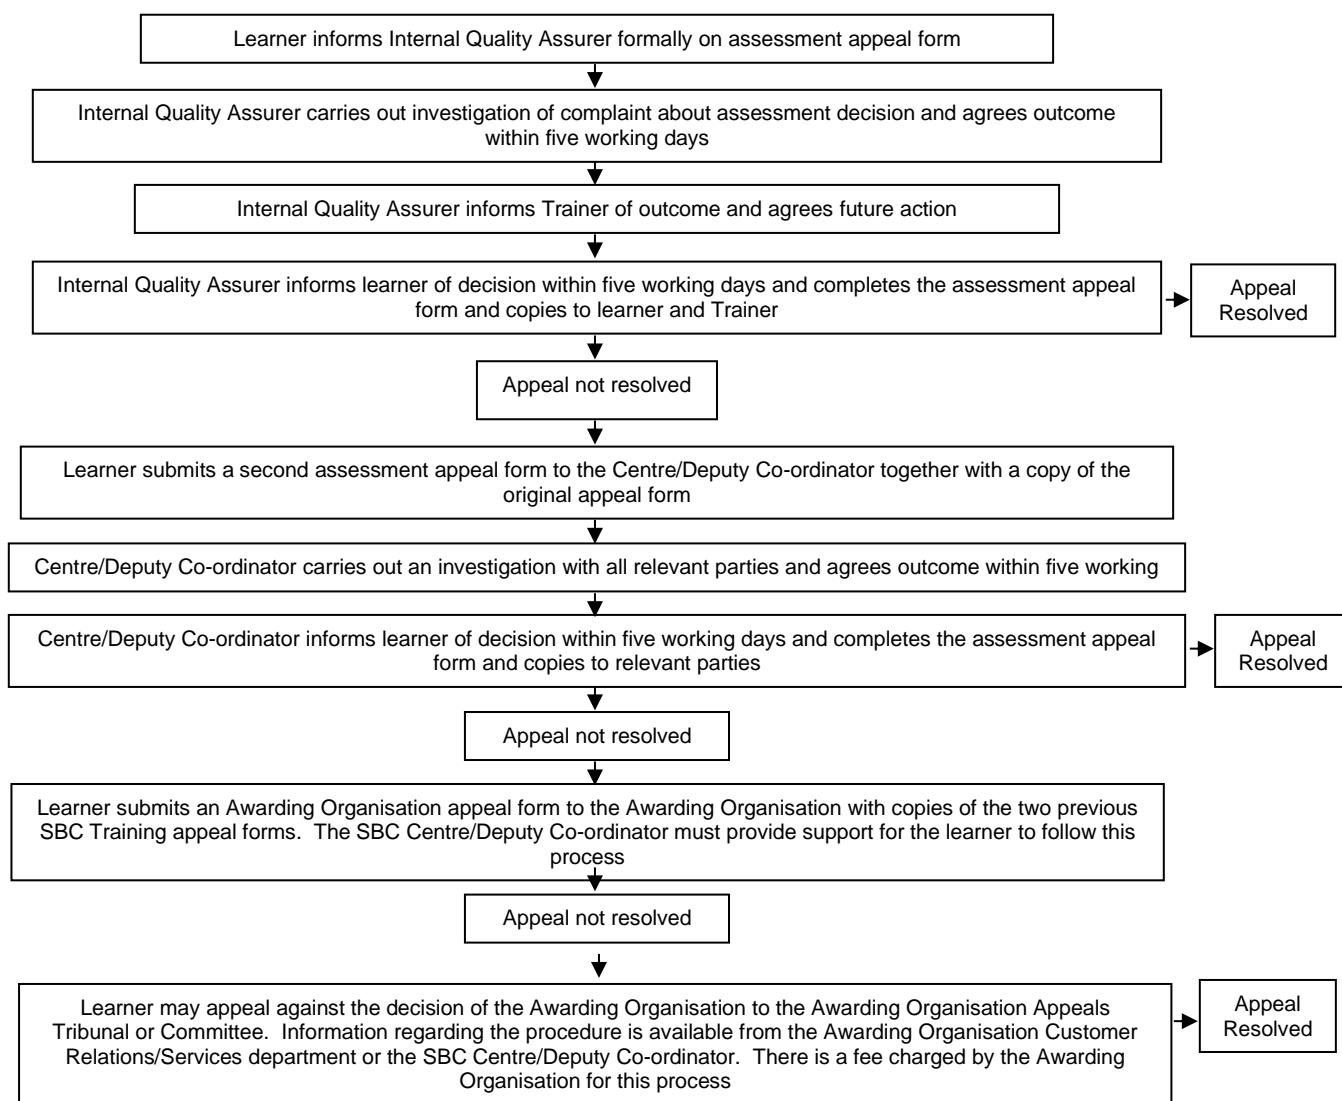 Learner informs Internal Quality Assurer formally on assessment appeal form
Internal Quality Assurer carries out investigation of complaint about assessment decision and agrees outcome
within five working days
Internal Quality Assurer informs Trainer of outcome and agrees future action
Internal Quality Assurer informs learner of decision within five working days and completes the assessment appeal
form and copies to learner and Trainer
Appeal
Resolved
Appeal not resolved
Learner submits a second assessment appeal form to the Centre/Deputy Co-ordinator together with a copy of the
original appeal form
Centre/Deputy Co-ordinator carries out an investigation with all relevant parties and agrees outcome within five working
Centre/Deputy Co-ordinator informs learner of decision within five working days and completes the assessment appeal
form and copies to relevant parties
Appeal
Resolved
Appeal not resolved
Learner submits an Awarding Organisation appeal form to the Awarding Organisation with copies of the two previous
SBC Training appeal forms.  The SBC Centre/Deputy Co-ordinator must provide support for the learner to follow this
process
Appeal not resolved
Learner may appeal against the decision of the Awarding Organisation to the Awarding Organisation Appeals
Tribunal or Committee.  Information regarding the procedure is available from the Awarding Organisation Customer
Relations/Services department or the SBC Centre/Deputy Co-ordinator.  There is a fee charged by the Awarding
Organisation for this process
Appeal
Resolved